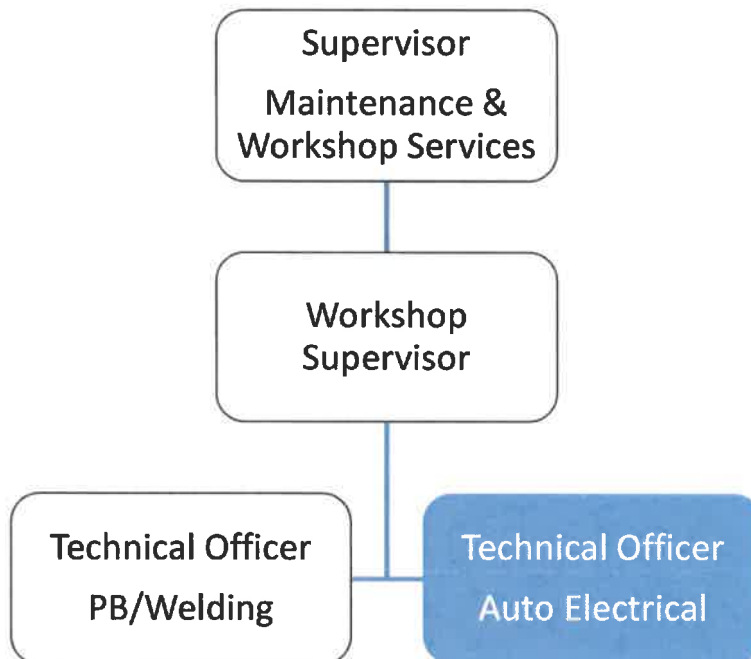 Supervisor
Maintenance &
Workshop Services
Workshop
Supervisor
Technical Officer
PB/Welding
Technical Officer
Auto Electrical